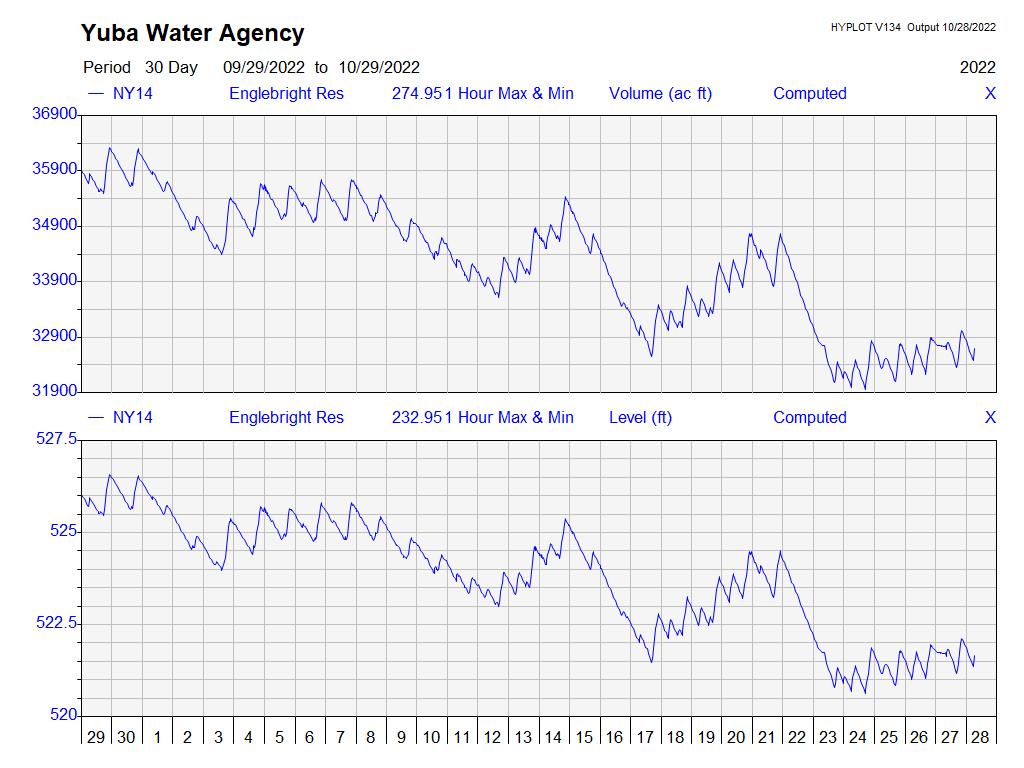 Yuba Water Agency
HYPLOT V134 Output 10/28/2022
Period 30 Day 09/29/2022 to 10/29/2022 2022
NY14 Englebright Res 274.951 Hour Max & Min Volume (ac ft) Computed X
36900
35900
34900
33900
32900
31900
NY14 Englebright Res 232.951 Hour Max & Min Level (ft) Computed X
527.5
525
522.5
520
29 30 1 2 3 4 5 6 7 8 9 10 11 12 13 14 15 16 17 18 19 20 21 22 23 24 25 26 27 28